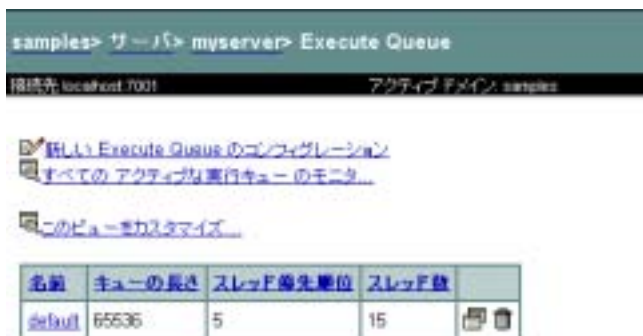 samples> サーバ> myserver> Execute Queue
接続先 localhost:7001 アクティブ ドメイン: samples
新しい Execute Queue のコンフィグレーション
すべての アクティブな 実行キュー のモニタ...
このビューをカスタマイズ...
名前 キューの長さ スレッド優先順位 スレッド数
default 65536 5 15